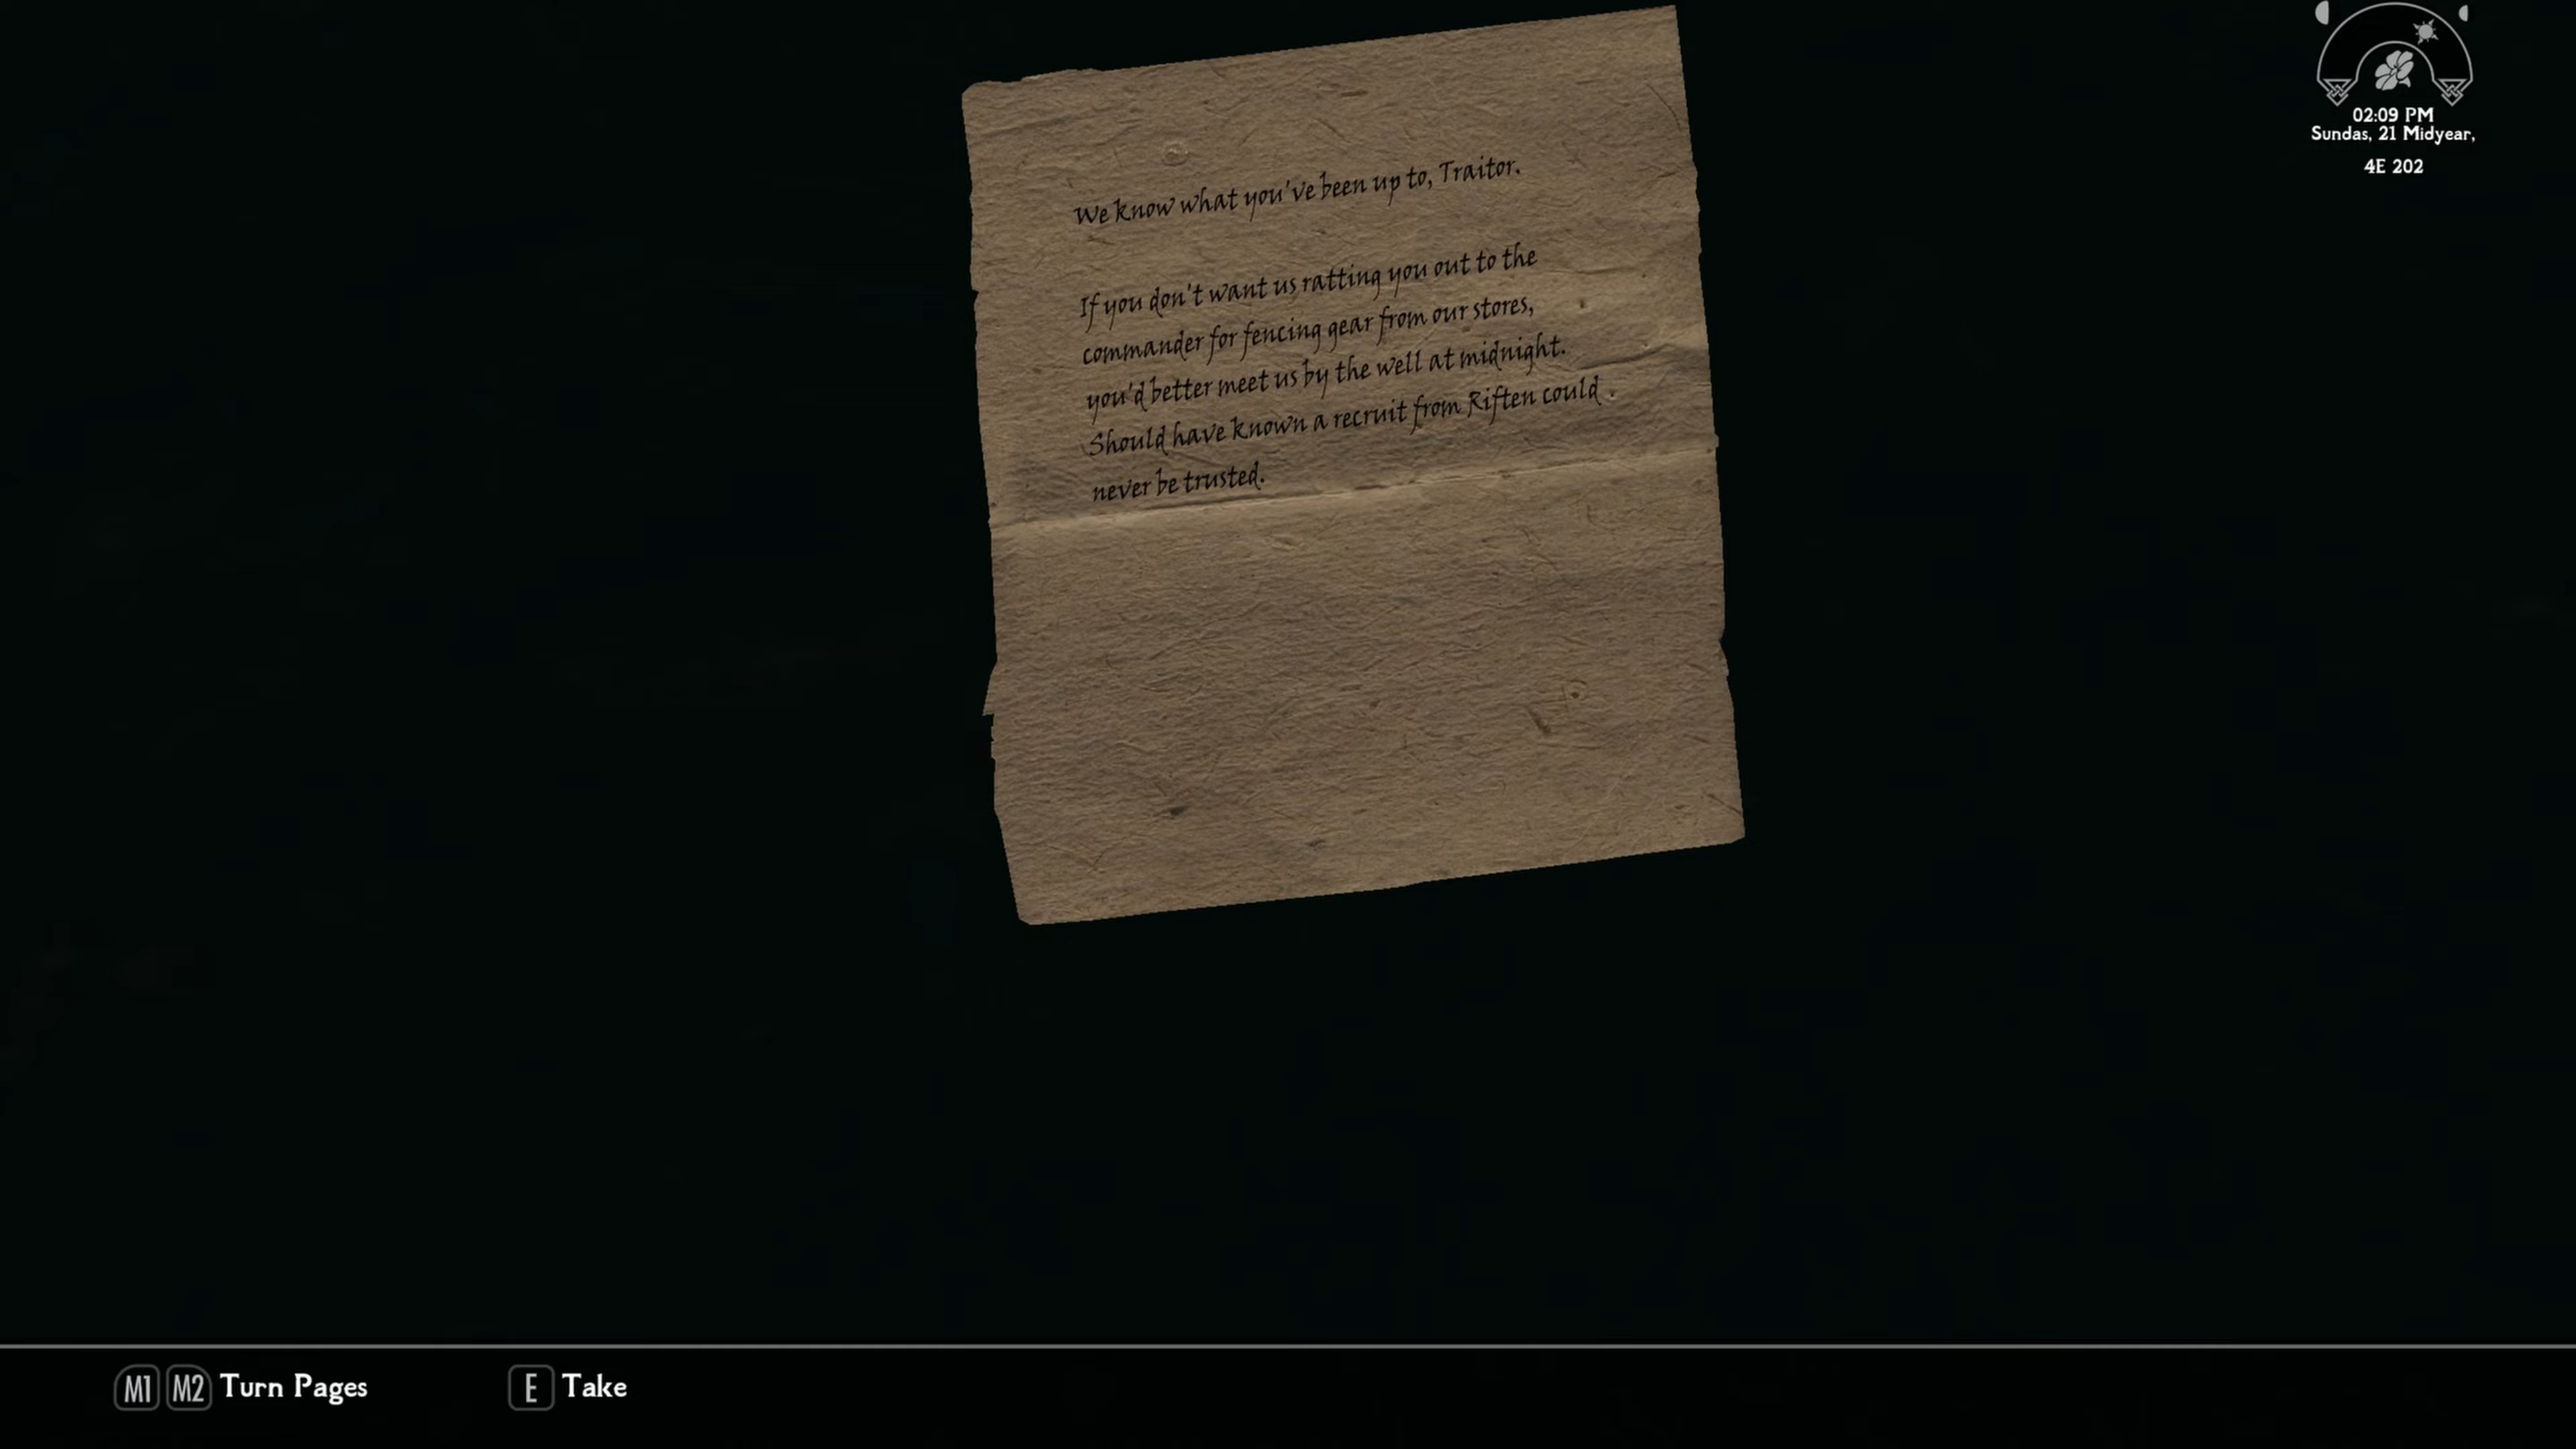 We know what you've been up to, Traitor.
If you don't want us ratting you out to the
commander for fencing gear from our stores,
you'd better meet us by the well at midnight.
Should have known a recruit from Riften could
never be trusted.
02:09 PM
Sundas, 21 Midyear,
4E 202
M1 M2 Turn Pages
E Take